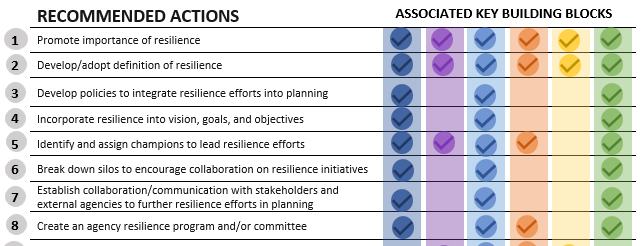 RECOMMENDED ACTIONS
ASSOCIATED KEY BUILDING BLOCKS
1 Promote importance of resilience
2 Develop/adopt definition of resilience
3 Develop policies to integrate resilience efforts into planning
4 Incorporate resilience into vision, goals, and objectives
5 Identify and assign champions to lead resilience efforts
6 Break down silos to encourage collaboration on resilience initiatives
7 Establish collaboration/communication with stakeholders and
external agencies to further resilience efforts in planning
8 Create an agency resilience program and/or committee